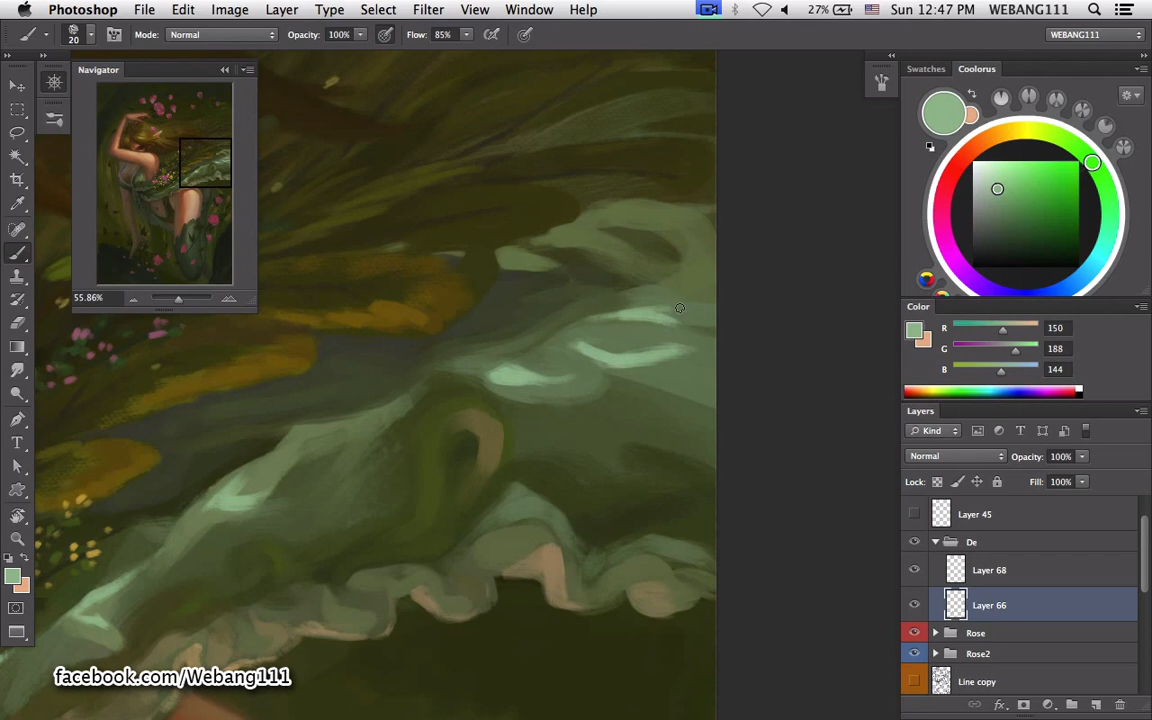 Photoshop File Edit Image Layer Type Select Filter View Window Help 27% Sun 12:47 PM WEBANG111
20 Mode: Normal Opacity: 100% Flow: 85% WEBANG111
Navigator
55.86%
Swatches Coolorus
Color
R 150
G 188
B 144
Layers
Kind
Normal Opacity: 100%
Lock: Fill: 100%
Layer 45
De
Layer 68
Layer 66
Rose
Rose2
Line copy
fx
facebook.com/Webang111